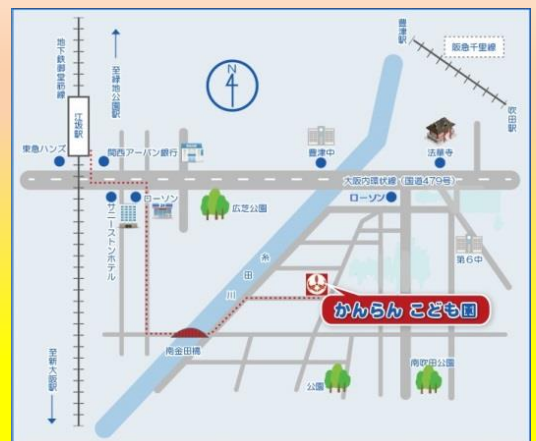 地下鉄御堂筋線
至緑地公園駅
N
豊津駅
阪急千里線
吹田駅
江坂駅
東急ハンズ
関西アーバン銀行
豊津中
法華寺
大阪内環状線(国道479号)
ローソン
サニーストンホテル
広芝公園
ローソン
糸田川
第6中
かんらん こども園
南金田橋
公園
南吹田公園
至新大阪駅